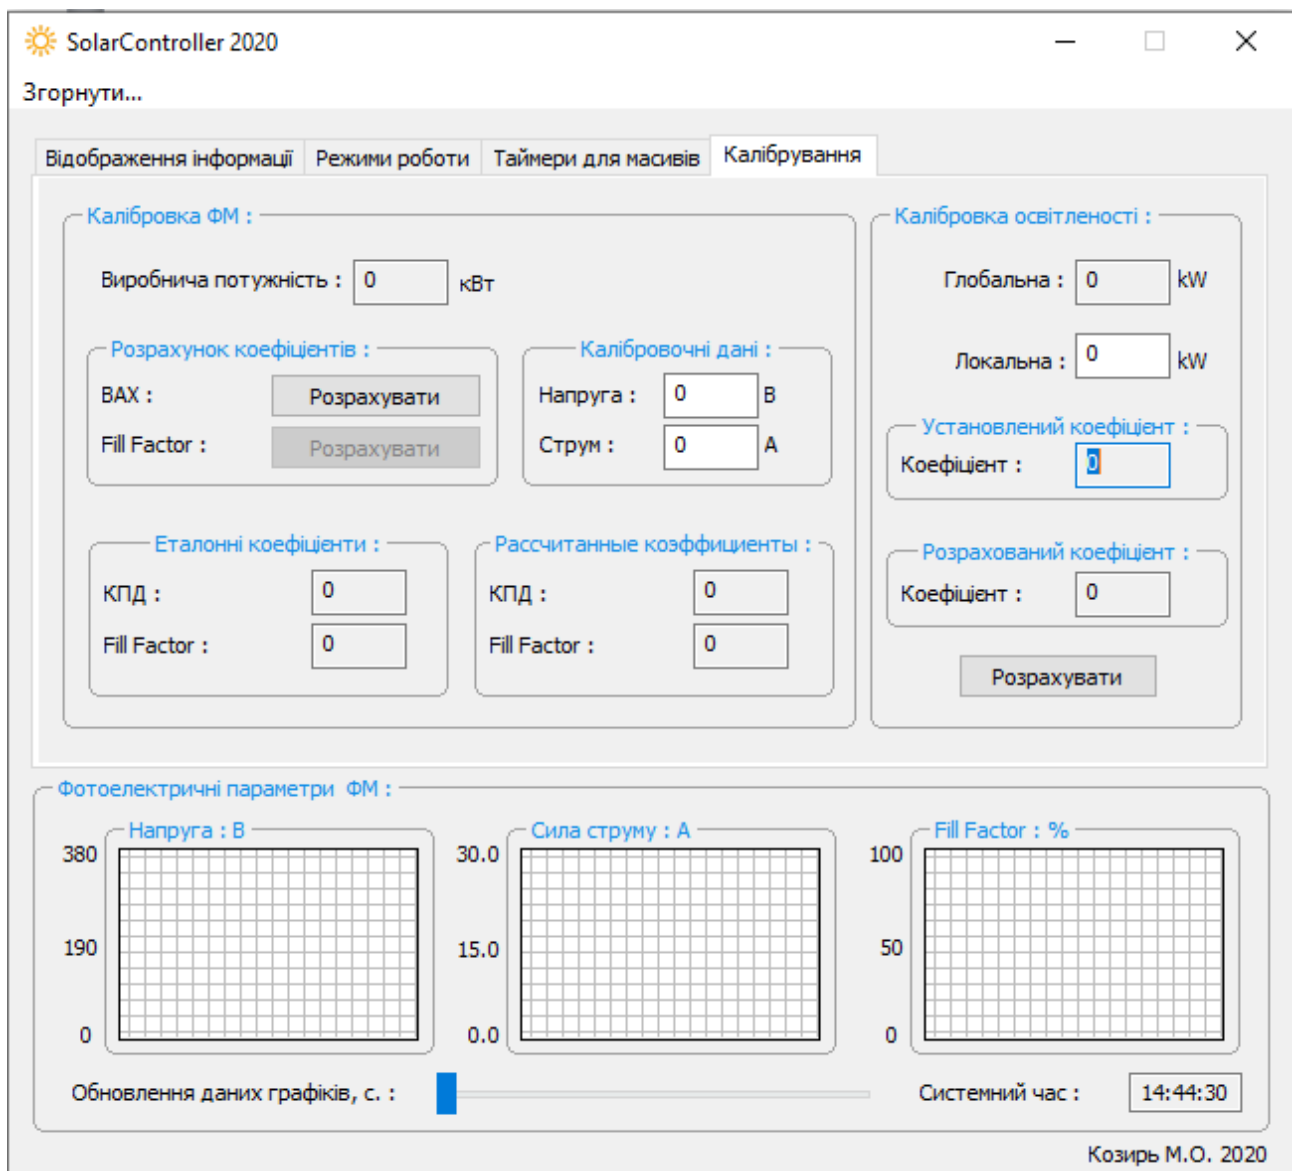 SolarController 2020
Згорнути...
Відображення інформації Режими роботи Таймери для масивів Калібрування
Калібровка ФМ :
Виробнича потужність : 0 кВт
Розрахунок коефіцієнтів :
ВАХ : Розрахувати
Fill Factor : Розрахувати
Калібровочні дані :
Напруга : 0 В
Струм : 0 А
Еталонні коефіцієнти :
КПД : 0
Fill Factor : 0
Рассчитанные коэффициенты :
КПД : 0
Fill Factor : 0
Калібровка освітленості :
Глобальна : 0 kW
Локальна : 0 kW
Установлений коефіцієнт :
Коефіцієнт : 0
Розрахований коефіцієнт :
Коефіцієнт : 0
Розрахувати
Фотоелектричні параметри ФМ :
Напруга : В
380
190
0
Сила струму : А
30.0
15.0
0.0
Fill Factor : %
100
50
0
Обновлення даних графіків, с. :
Системний час : 14:44:30
Козирь М.О. 2020